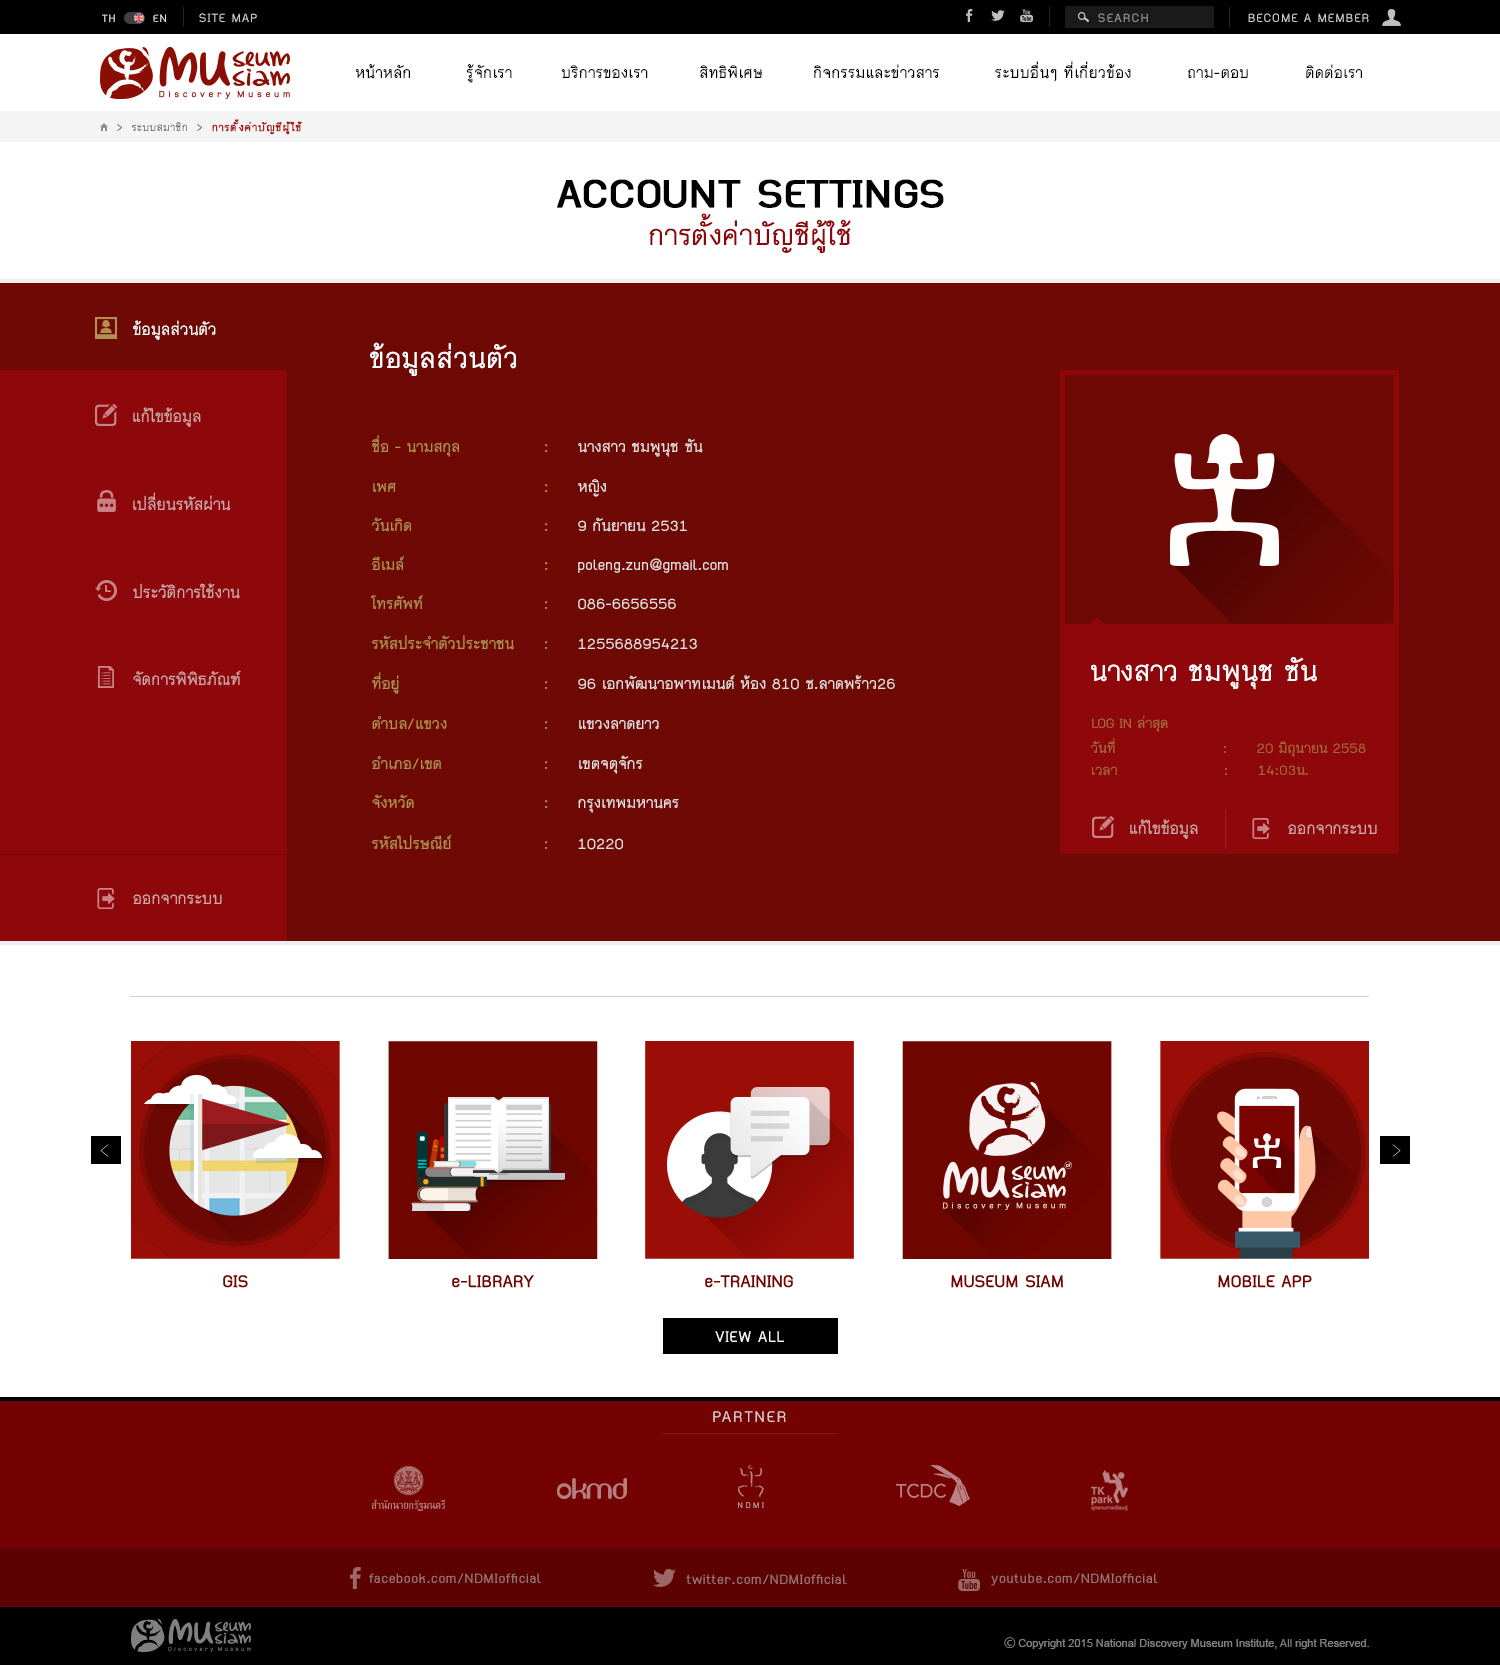 TH EN SITE MAP SEARCH BECOME A MEMBER
Museum Siam
Discovery Museum
หน้าหลัก รู้จักเรา บริการของเรา สิทธิพิเศษ กิจกรรมและข่าวสาร ระบบอื่นๆ ที่เกี่ยวข้อง ถาม-ตอบ ติดต่อเรา
> ระบบสมาชิก > การตั้งค่าบัญชีผู้ใช้
ACCOUNT SETTINGS
การตั้งค่าบัญชีผู้ใช้
ข้อมูลส่วนตัว
แก้ไขข้อมูล
เปลี่ยนรหัสผ่าน
ประวัติการใช้งาน
จัดการพิพิธภัณฑ์
ออกจากระบบ
ข้อมูลส่วนตัว
ชื่อ - นามสกุล : นางสาว ชมพูนุช ซัน
เพศ : หญิง
วันเกิด : 9 กันยายน 2531
อีเมล์ : poleng.zun@gmail.com
โทรศัพท์ : 086-6656556
รหัสประจำตัวประชาชน : 1255688954213
ที่อยู่ : 96 เอกพัฒนาอพาทเมนต์ ห้อง 810 ซ.ลาดพร้าว26
ตำบล/แขวง : แขวงลาดยาว
อำเภอ/เขต : เขตจตุจักร
จังหวัด : กรุงเทพมหานคร
รหัสไปรษณีย์ : 10220
นางสาว ชมพูนุช ซัน
LOG IN ล่าสุด
วันที่ : 20 มิถุนายน 2558
เวลา : 14:03น.
แก้ไขข้อมูล ออกจากระบบ
Museum Siam
Discovery Museum
GIS e-LIBRARY e-TRAINING MUSEUM SIAM MOBILE APP
VIEW ALL
PARTNER
สำนักนายกรัฐมนตรี okmd NDMI TCDC TK park
facebook.com/NDMIofficial twitter.com/NDMIofficial You Tube youtube.com/NDMIofficial
Museum Siam
Discovery Museum
© Copyright 2015 National Discovery Museum Institute, All right Reserved.